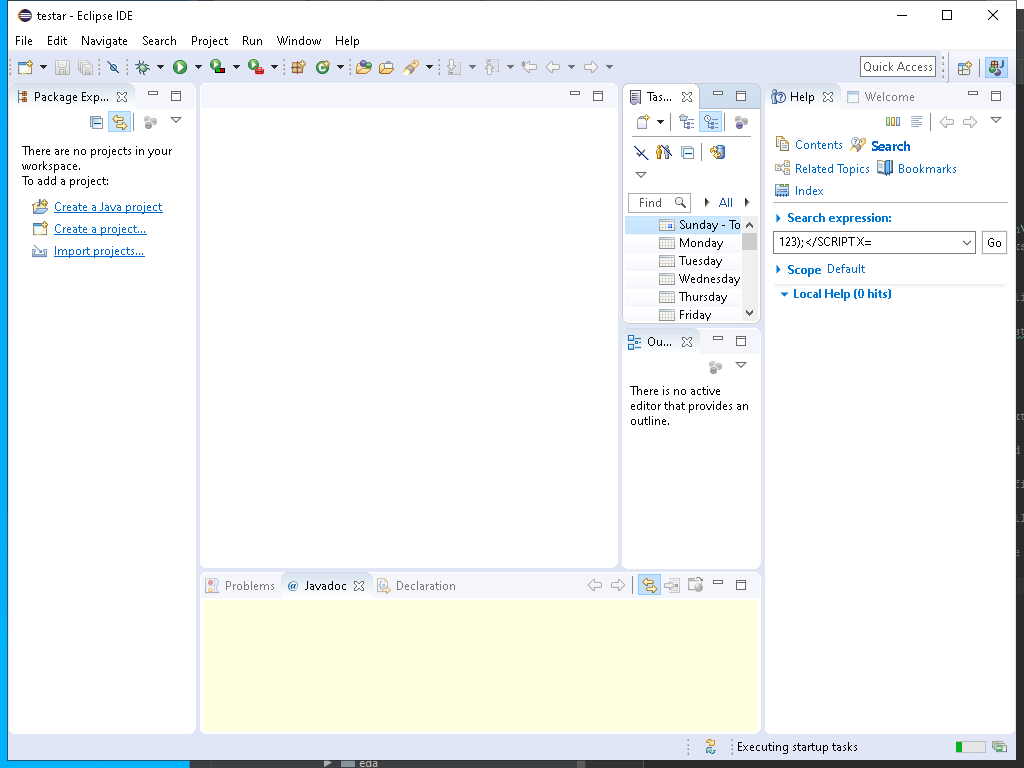 testar - Eclipse IDE
File Edit Navigate Search Project Run Window Help
Quick Access
Package Exp...
There are no projects in your
workspace.
To add a project:
Create a Java project
Create a project...
Import projects...
Tas...
Find
All
Sunday - To
Monday
Tuesday
Wednesday
Thursday
Friday
Ou...
There is no active
editor that provides an
outline.
Help
Welcome
Contents
Search
Related Topics
Bookmarks
Index
Search expression:
123);</SCRIPT X=
Go
Scope Default
Local Help (0 hits)
Problems
@ Javadoc
Declaration
Executing startup tasks
eda